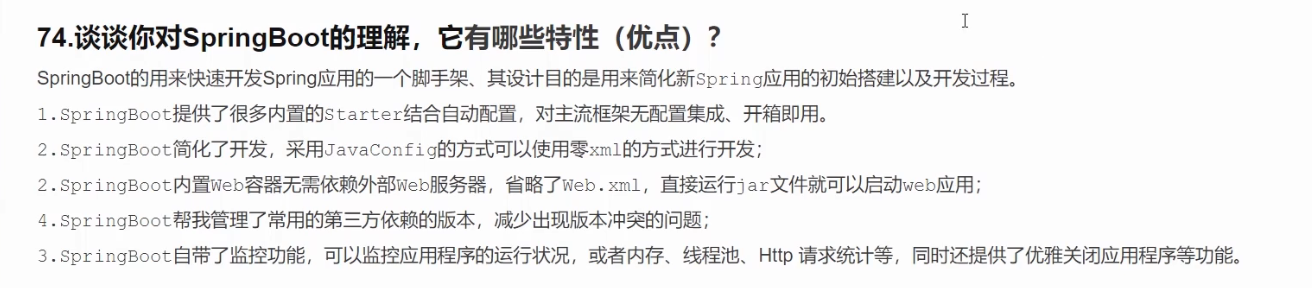 74.谈谈你对SpringBoot的理解，它有哪些特性（优点）？
SpringBoot的用来快速开发Spring应用的一个脚手架、其设计目的是用来简化新Spring应用的初始搭建以及开发过程。
1.SpringBoot提供了很多内置的Starter结合自动配置，对主流框架无配置集成、开箱即用。
2.SpringBoot简化了开发，采用JavaConfig的方式可以使用零xml的方式进行开发；
2.SpringBoot内置Web容器无需依赖外部Web服务器，省略了Web.xml，直接运行jar文件就可以启动web应用；
4.SpringBoot帮我管理了常用的第三方依赖的版本，减少出现版本冲突的问题；
3.SpringBoot自带了监控功能，可以监控应用程序的运行状况，或者内存、线程池、Http 请求统计等，同时还提供了优雅关闭应用程序等功能。